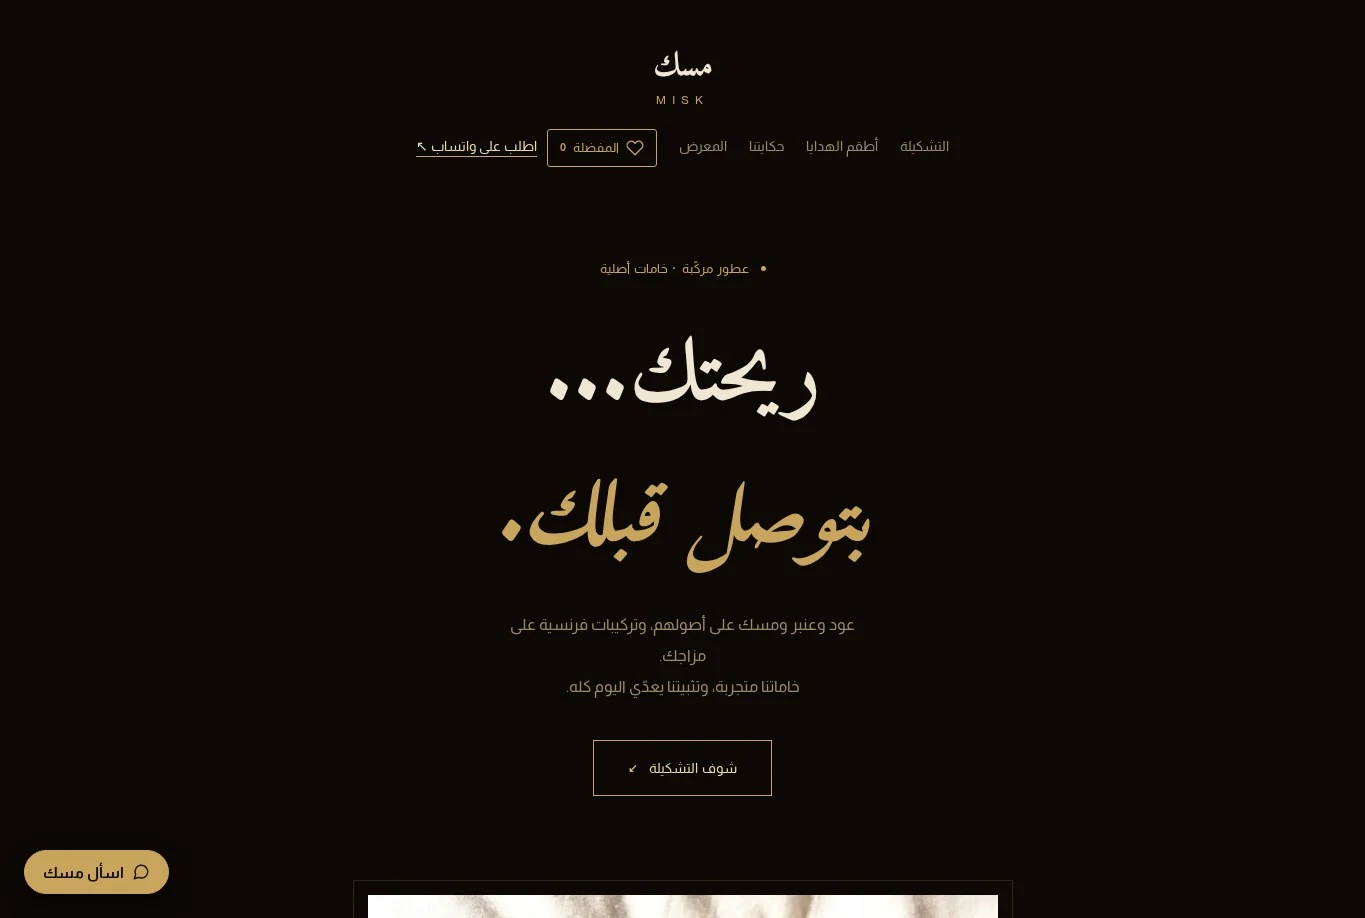 مسك
MISK
التشكيلة أطقم الهدايا حكايتنا المعرض المفضلة 0 اطلب على واتساب ↖
• عطور مركّبة · خامات أصلية
ريحتك...
بتوصل قبلك.
عود وعنبر ومسك على أصولهم، وتركيبات فرنسية على
مزاجك.
خاماتنا متجربة، وتثبيتنا يعدّي اليوم كله.
شوف التشكيلة ↙
اسأل مسك